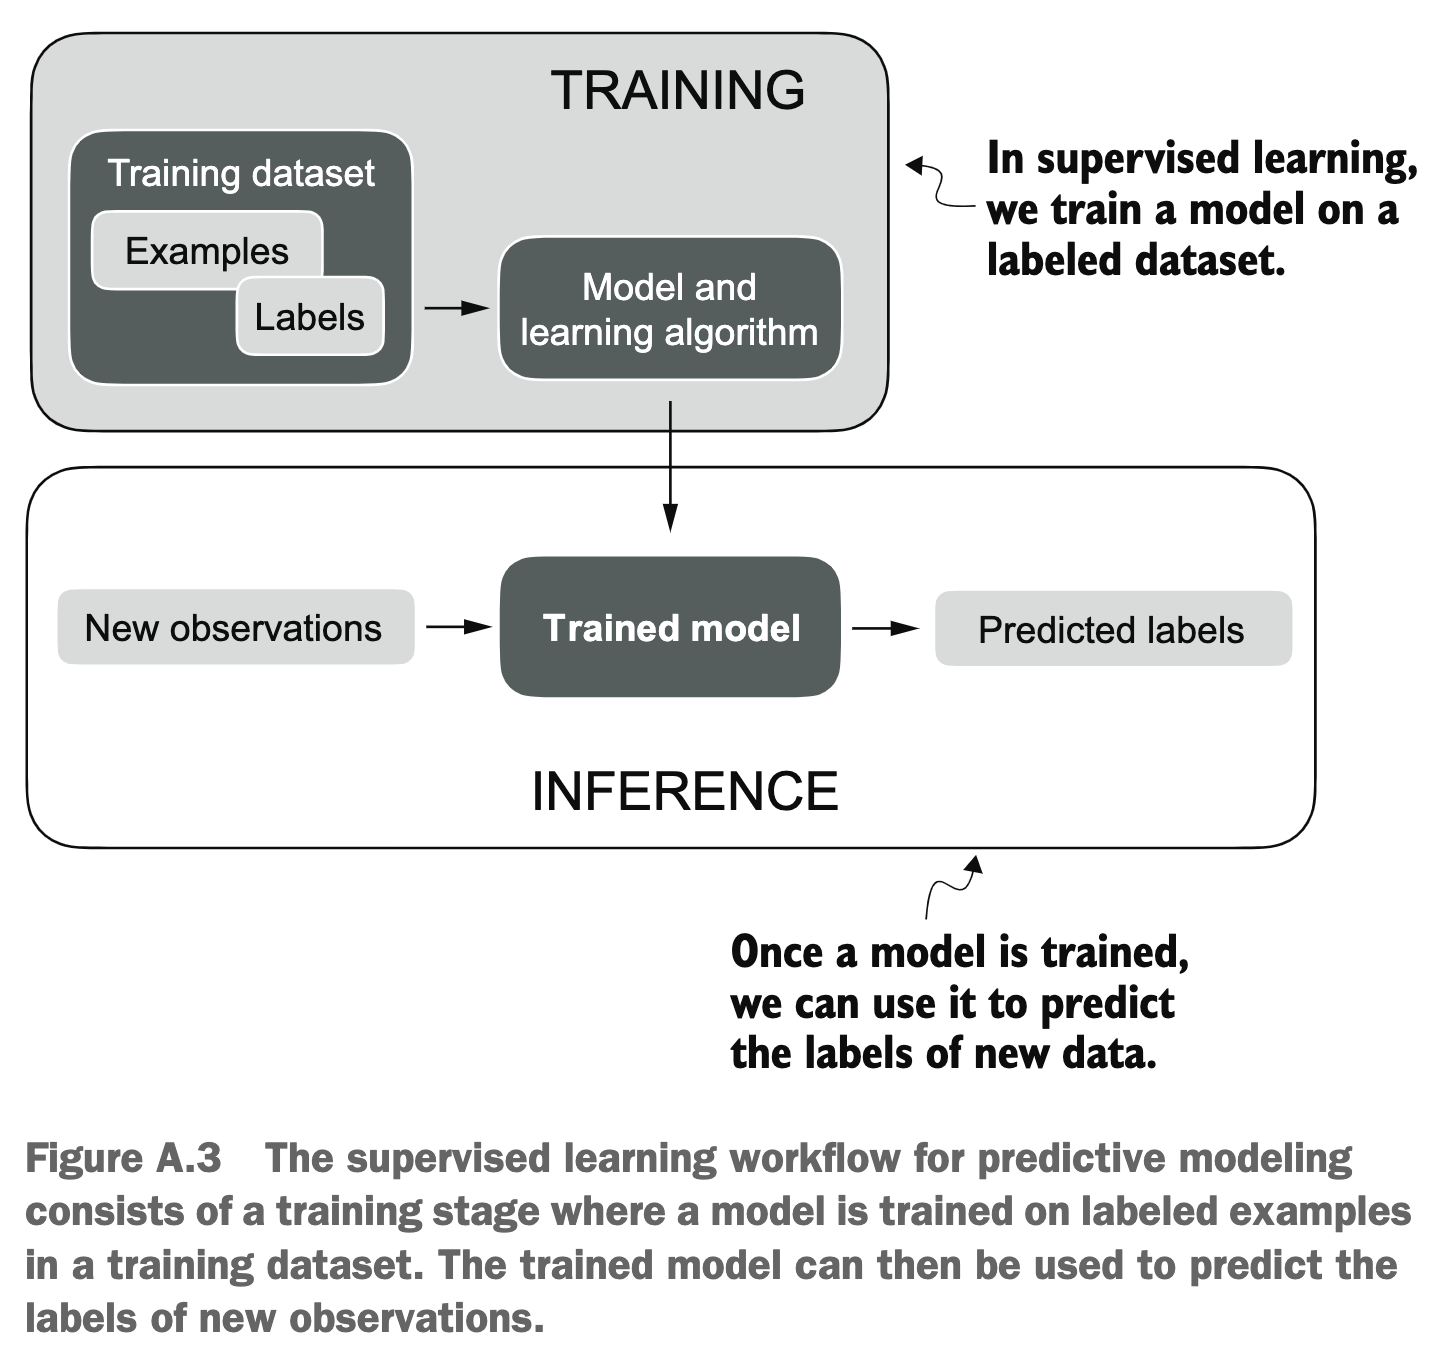 TRAINING
Training dataset
Examples
Labels
Model and
learning algorithm
In supervised learning,
we train a model on a
labeled dataset.
New observations
Trained model
Predicted labels
INFERENCE
Once a model is trained,
we can use it to predict
the labels of new data.
Figure A.3 The supervised learning workflow for predictive modeling
consists of a training stage where a model is trained on labeled examples
in a training dataset. The trained model can then be used to predict the
labels of new observations.